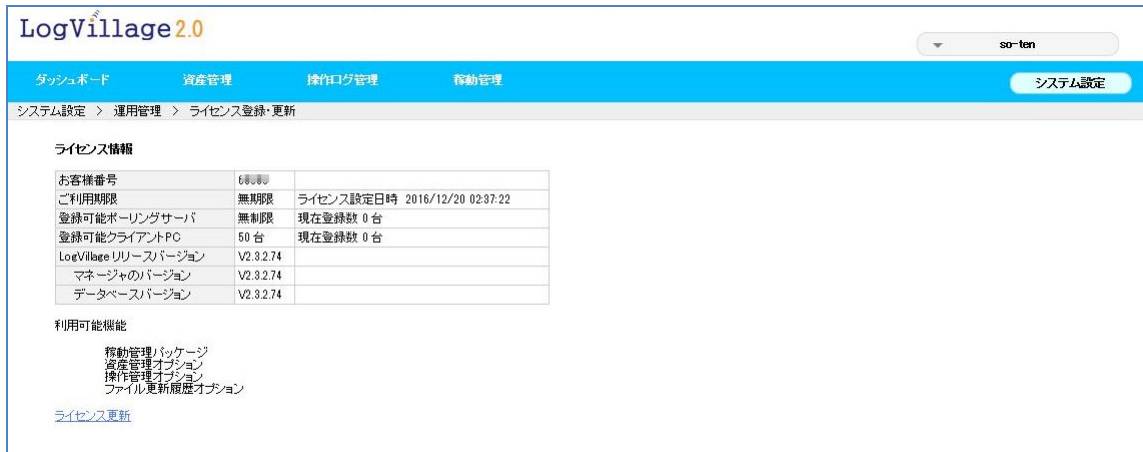 LogVillage 2.0
so-ten
ダッシュボード 資産管理 操作ログ管理 稼動管理 システム設定
システム設定 > 運用管理 > ライセンス登録・更新
ライセンス情報
お客様番号
ご利用期限 無期限 ライセンス設定日時 2016/12/20 02:37:22
登録可能ポーリングサーバ 無制限 現在登録数 0 台
登録可能クライアントPC 50 台 現在登録数 0 台
LogVillage リリースバージョン V2.3.2.74
マネージャのバージョン V2.3.2.74
データベースバージョン V2.3.2.74
利用可能機能
稼動管理パッケージ
資産管理オプション
操作管理オプション
ファイル更新履歴オプション
ライセンス更新